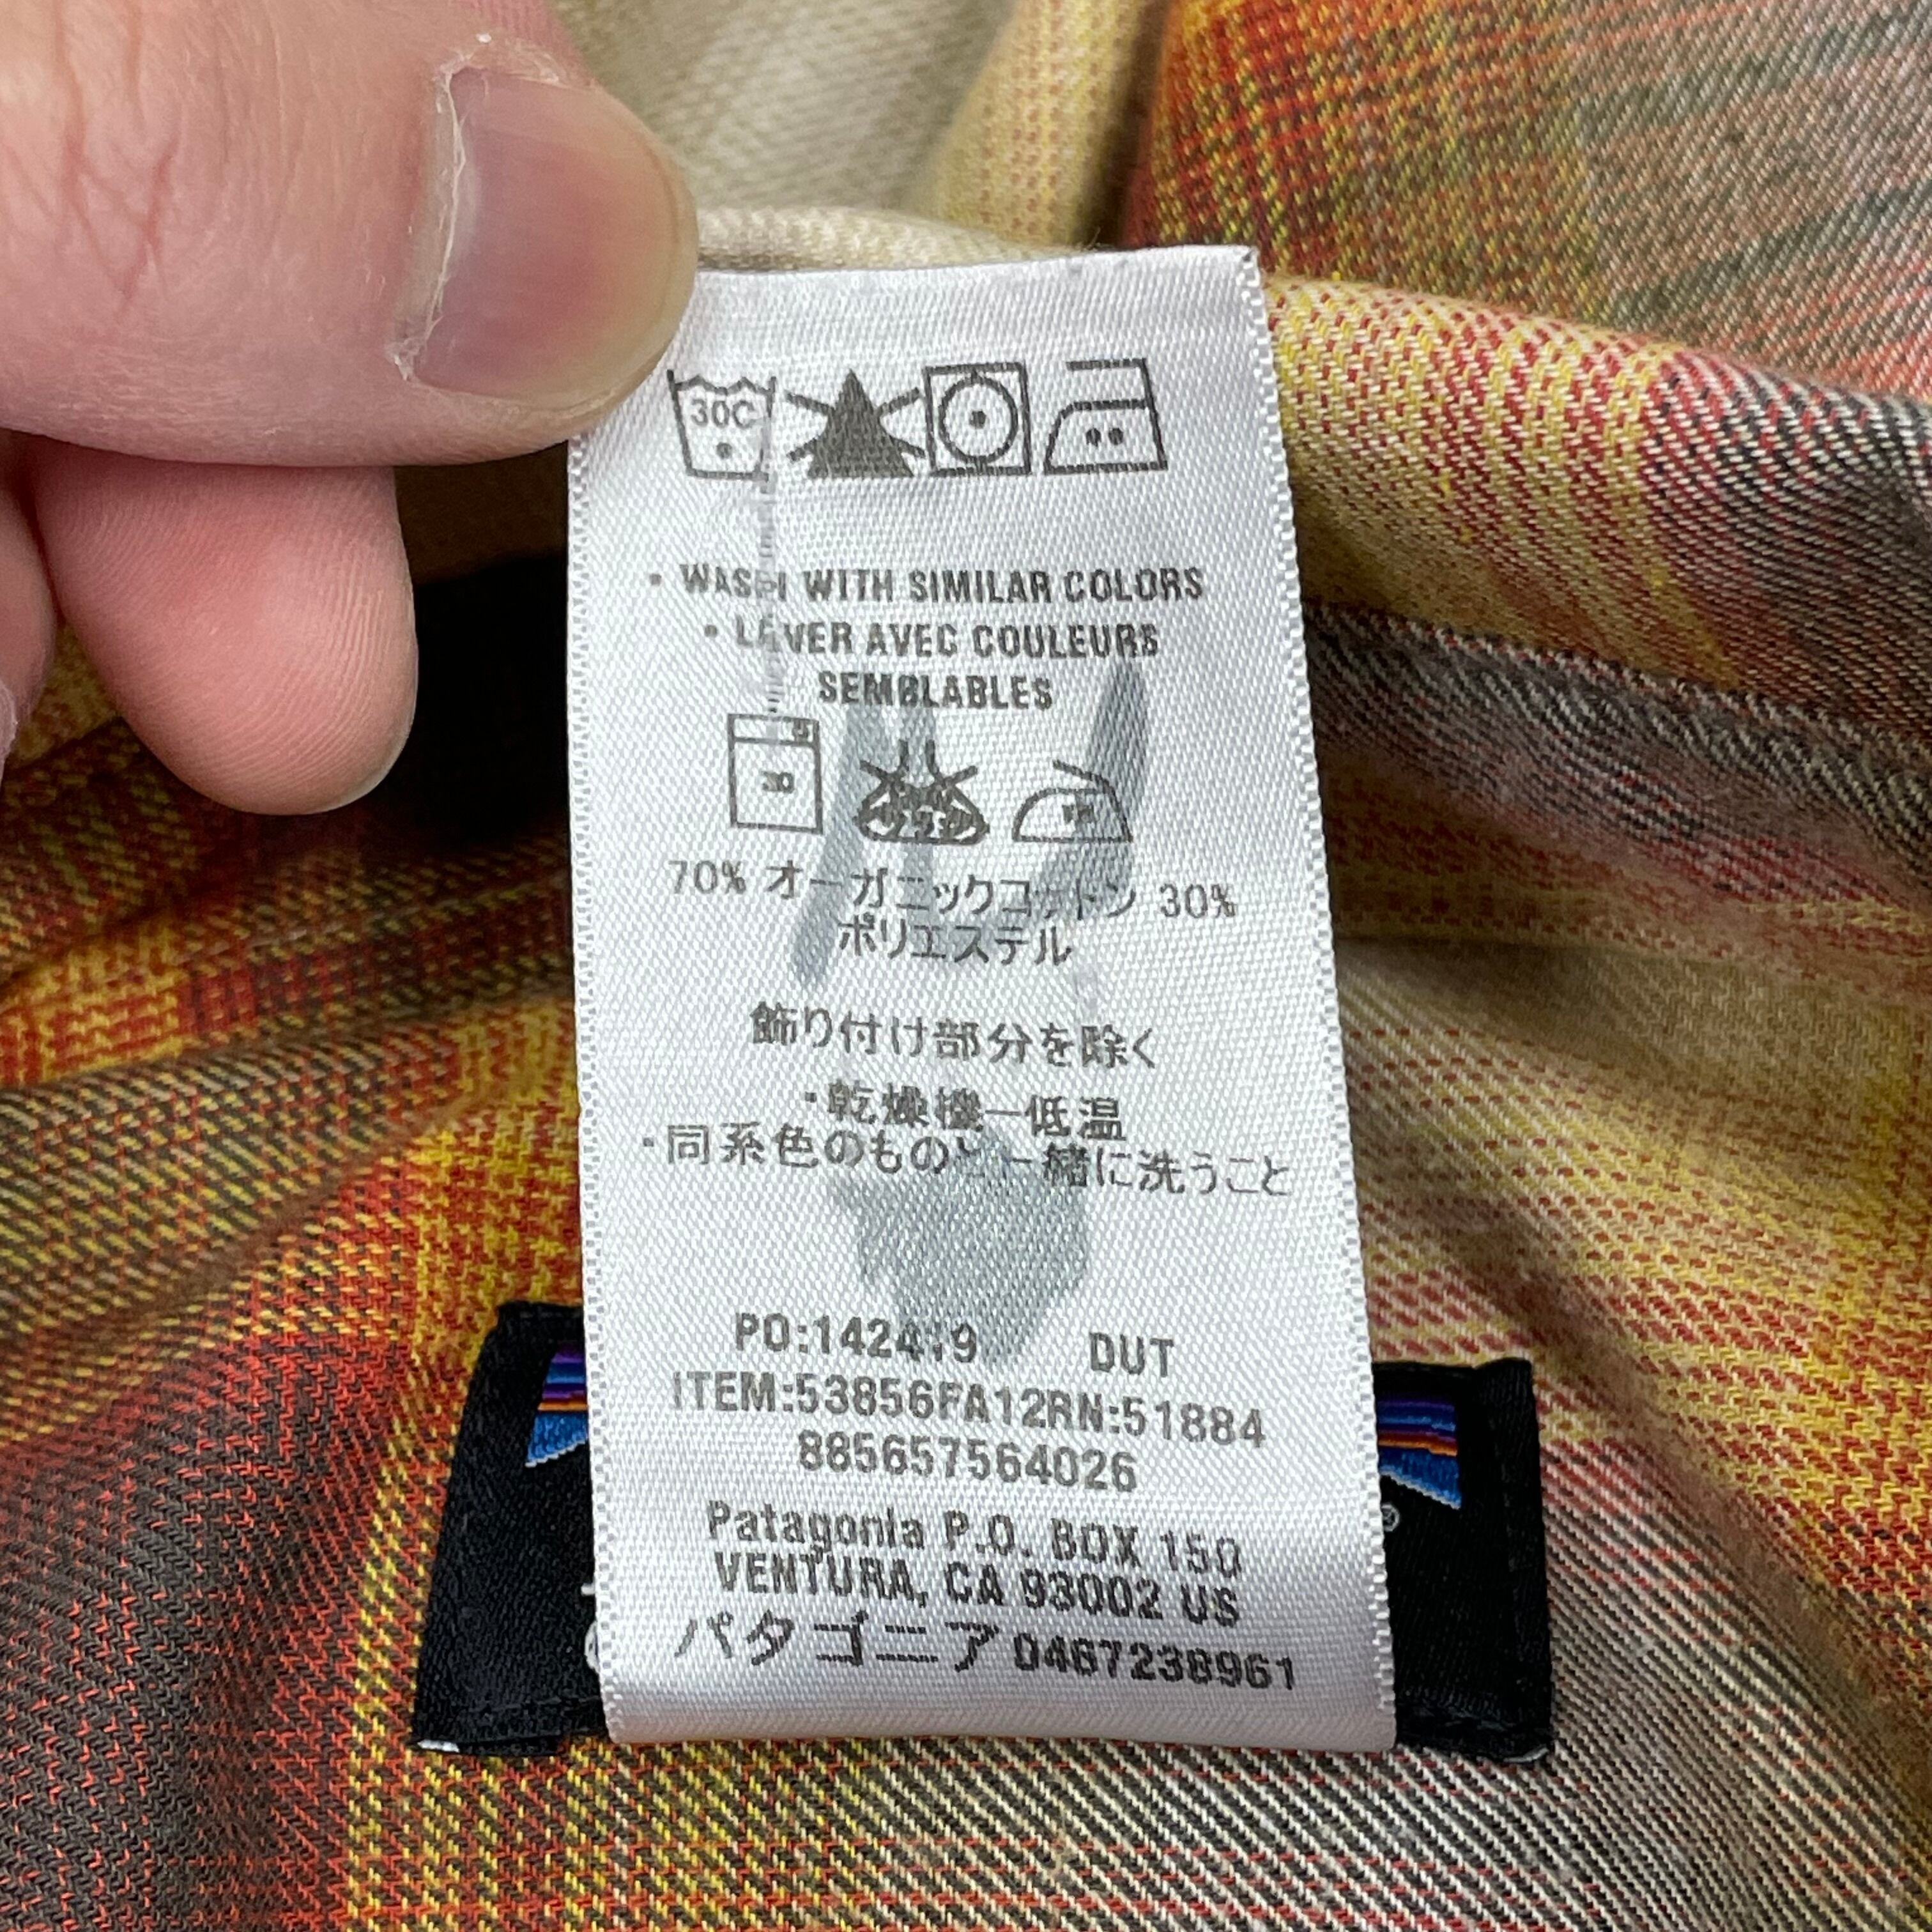 30C
• WASH WITH SIMILAR COLORS
• LAVER AVEC COULEURS
SEMBLABLES
30
70% オーガニックコットン 30%
ポリエステル
飾り付け部分を除く
・乾燥機ー低温
・同系色のものと一緒に洗うこと
DUT
ITEM:53856FA12RN:51884
885657564026
Patagonia P.O. BOX 150
VENTURA, CA 93002 US
パタゴニア 0467238961